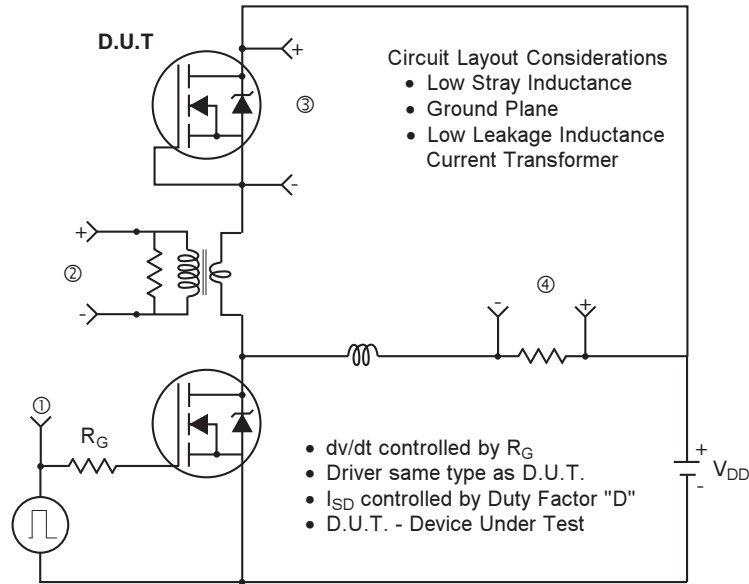 D.U.T
+
Circuit Layout Considerations
• Low Stray Inductance
③
• Ground Plane
• Low Leakage Inductance
Current Transformer
-
+
②
-
④
-
+
①
R_G
• dv/dt controlled by R_G
• Driver same type as D.U.T.
• I_SD controlled by Duty Factor "D"
• D.U.T. - Device Under Test
+
V_DD
-